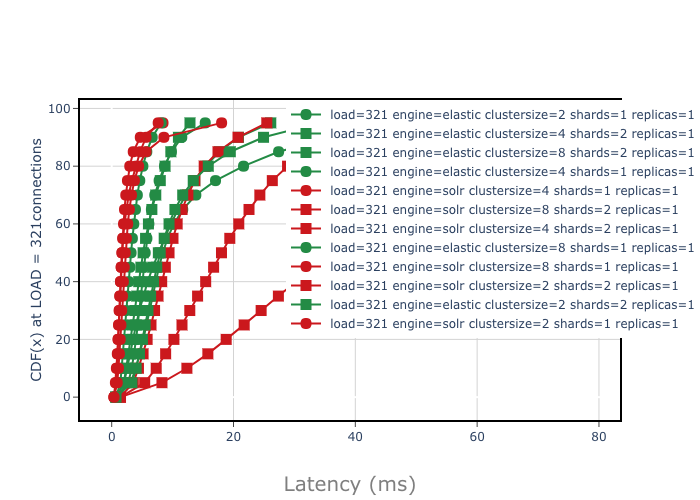 100
80
60
40
20
0
CDF(x) at LOAD = 321connections
load=321 engine=elastic clustersize=2 shards=1 replicas=1
load=321 engine=elastic clustersize=4 shards=2 replicas=1
load=321 engine=elastic clustersize=8 shards=2 replicas=1
load=321 engine=elastic clustersize=4 shards=1 replicas=1
load=321 engine=solr clustersize=4 shards=1 replicas=1
load=321 engine=solr clustersize=8 shards=2 replicas=1
load=321 engine=solr clustersize=4 shards=2 replicas=1
load=321 engine=elastic clustersize=8 shards=1 replicas=1
load=321 engine=solr clustersize=8 shards=1 replicas=1
load=321 engine=solr clustersize=2 shards=2 replicas=1
load=321 engine=elastic clustersize=2 shards=2 replicas=1
load=321 engine=solr clustersize=2 shards=1 replicas=1
0 20 40 60 80
Latency (ms)